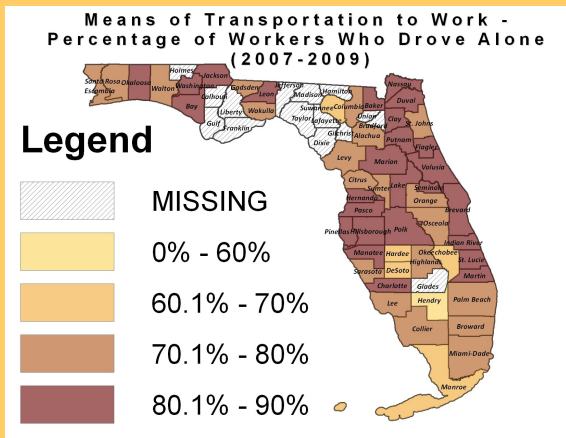 Means of Transportation to Work -
Percentage of Workers Who Drove Alone
(2007-2009)
Holmes
Jackson
Santa Rosa
Okaloosa
Walton
Washington
Escambia
Bay
Calhoun
Gadsden
Leon
Jefferson
Madison
Hamilton
Liberty
Wakulla
Taylor
Suwannee
Lafayette
Columbia
Baker
Nassau
Duval
Gulf
Franklin
Dixie
Gilchrist
Union
Bradford
Alachua
Clay
St. Johns
Putnam
Flagler
Levy
Marion
Volusia
Citrus
Sumter
Lake
Seminole
Hernando
Orange
Pasco
Brevard
Osceola
Pinellas
Hillsborough
Polk
Indian River
Manatee
Hardee
Okeechobee
Highlands
St. Lucie
Sarasota
DeSoto
Martin
Charlotte
Glades
Lee
Hendry
Palm Beach
Collier
Broward
Miami-Dade
Monroe
Legend
MISSING
0% - 60%
60.1% - 70%
70.1% - 80%
80.1% - 90%